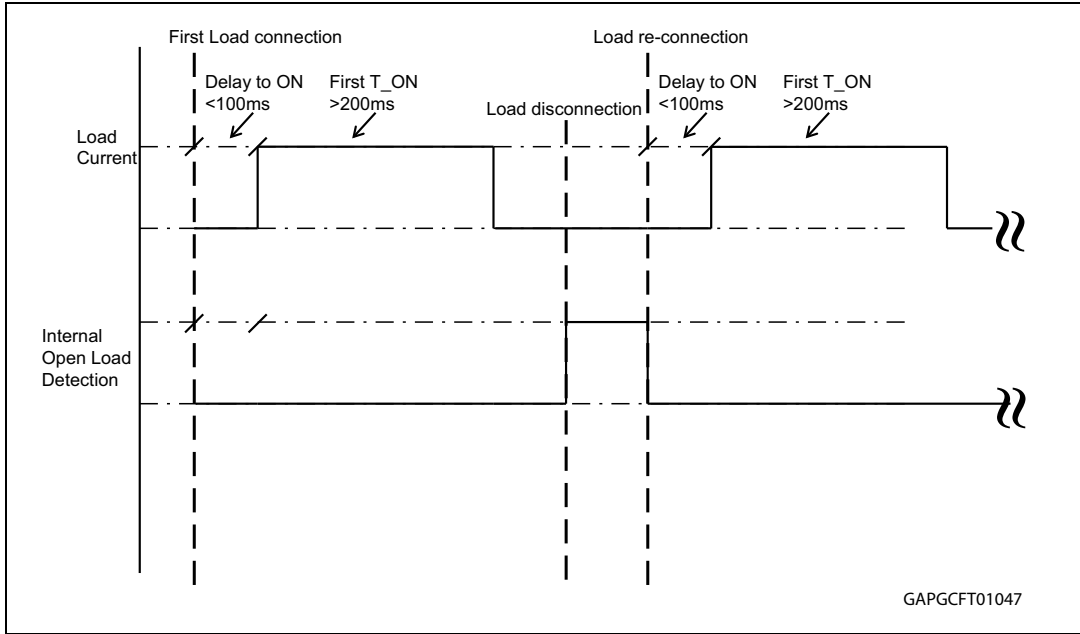 First Load connection
Load re-connection
Delay to ON
<100ms
First T_ON
>200ms
Load disconnection
Delay to ON
<100ms
First T_ON
>200ms
Load
Current
Internal
Open Load
Detection
GAPGCFT01047